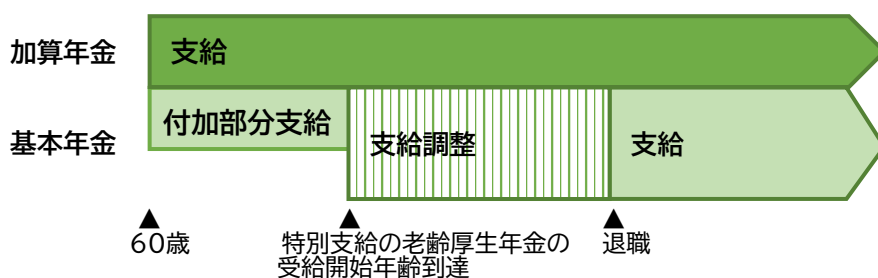 加算年金
支給
基本年金
付加部分支給
支給調整
支給
▲
60歳
▲
特別支給の老齢厚生年金の
受給開始年齢到達
▲
退職